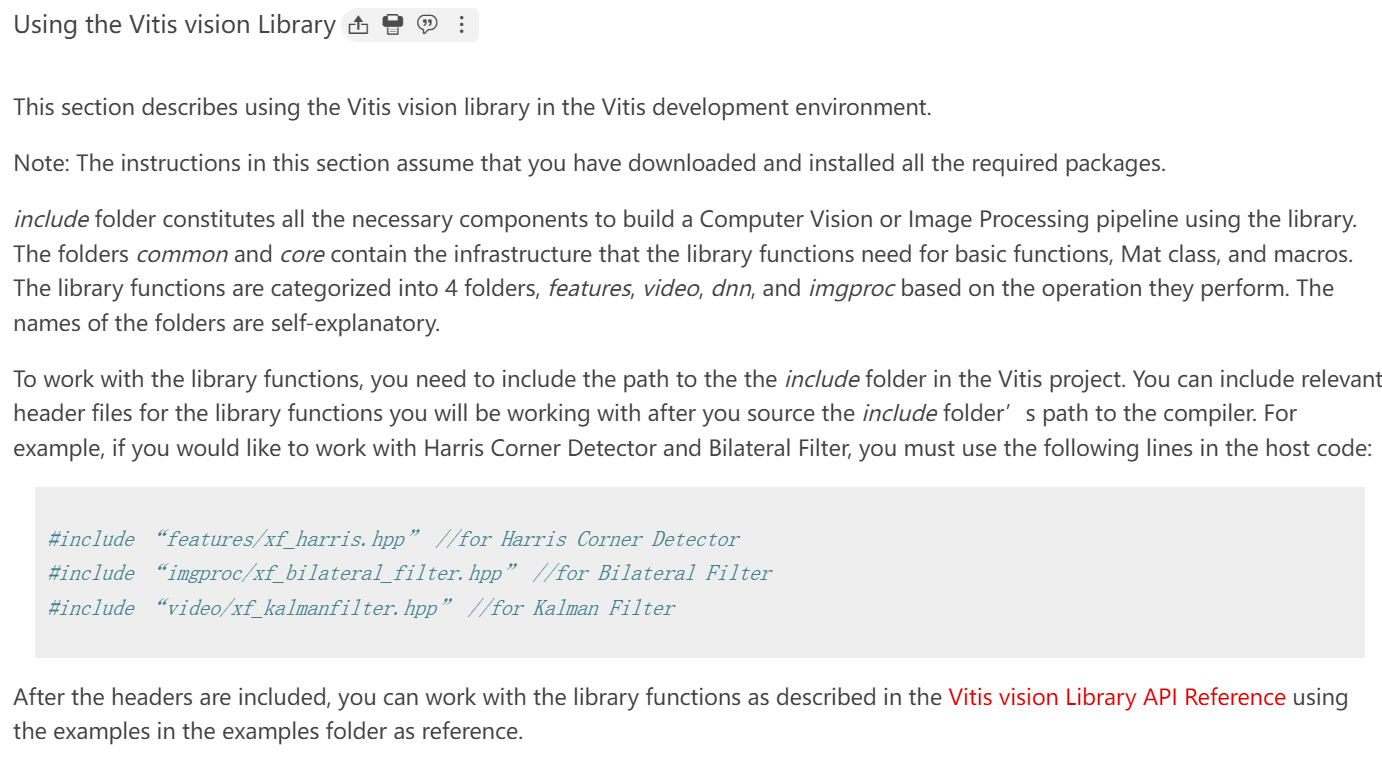 Using the Vitis vision Library
This section describes using the Vitis vision library in the Vitis development environment.
Note: The instructions in this section assume that you have downloaded and installed all the required packages.
include folder constitutes all the necessary components to build a Computer Vision or Image Processing pipeline using the library.
The folders common and core contain the infrastructure that the library functions need for basic functions, Mat class, and macros.
The library functions are categorized into 4 folders, features, video, dnn, and imgproc based on the operation they perform. The
names of the folders are self-explanatory.
To work with the library functions, you need to include the path to the the include folder in the Vitis project. You can include relevant
header files for the library functions you will be working with after you source the include folder’s path to the compiler. For
example, if you would like to work with Harris Corner Detector and Bilateral Filter, you must use the following lines in the host code:
#include “features/xf_harris.hpp” //for Harris Corner Detector
#include “imgproc/xf_bilateral_filter.hpp” //for Bilateral Filter
#include “video/xf_kalmanfilter.hpp” //for Kalman Filter
After the headers are included, you can work with the library functions as described in the Vitis vision Library API Reference using
the examples in the examples folder as reference.